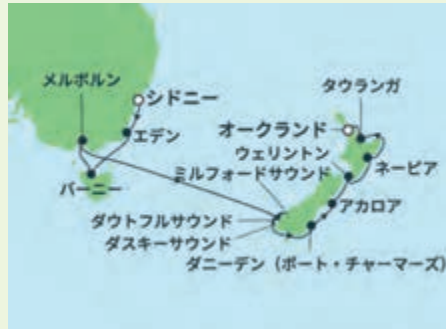 メルボルン
シドニー
エデン
バーニー
タウランガ
オークランド
ウェリントン
ネーピア
ミルフォードサウンド
アカロア
ダウトフルサウンド
ダスキーサウンド
ダニーデン（ポート・チャーマーズ）